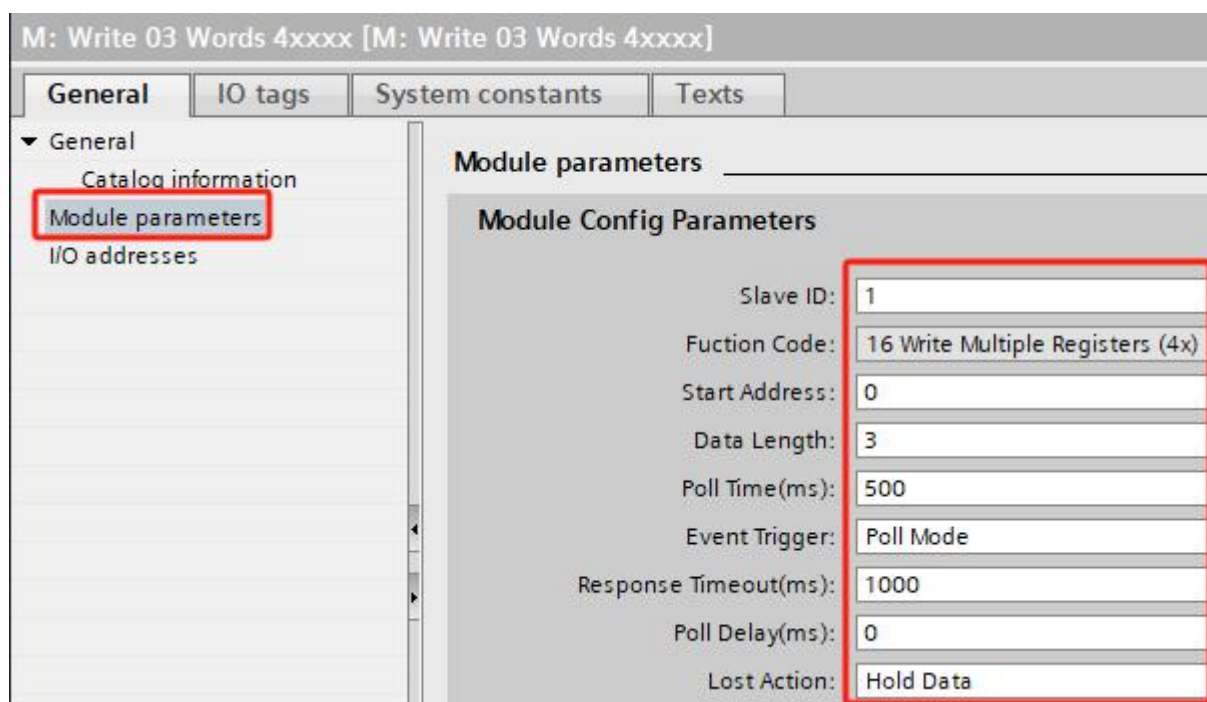 M: Write 03 Words 4xxxx [M: Write 03 Words 4xxxx]
General IO tags System constants Texts
General
Catalog information
Module parameters
I/O addresses
Module parameters
Module Config Parameters
Slave ID: 1
Fuction Code: 16 Write Multiple Registers (4x)
Start Address: 0
Data Length: 3
Poll Time(ms): 500
Event Trigger: Poll Mode
Response Timeout(ms): 1000
Poll Delay(ms): 0
Lost Action: Hold Data